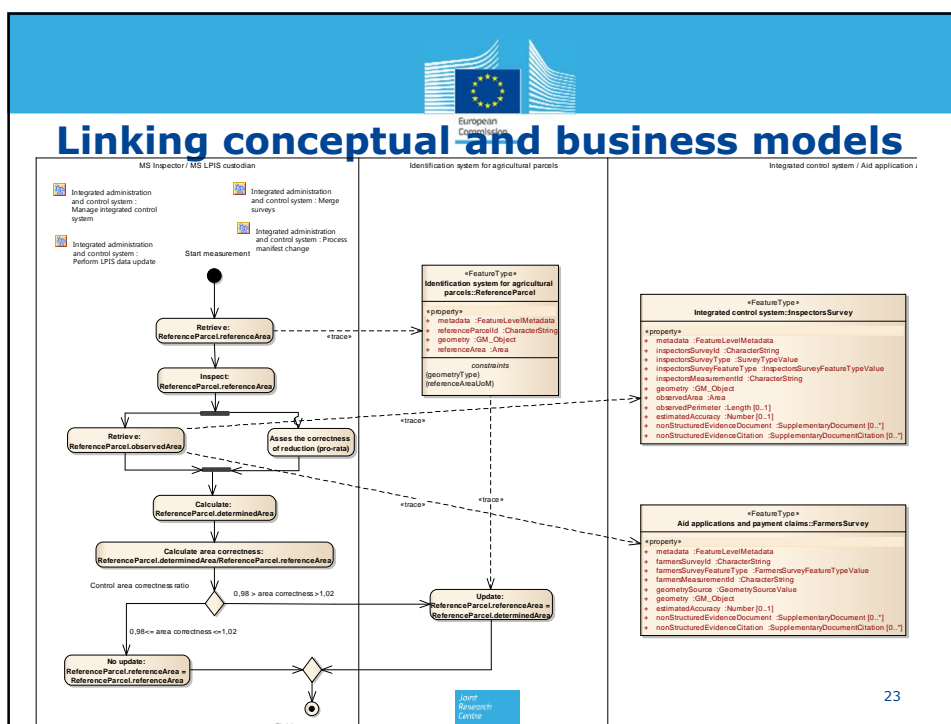 European
Commission
Linking conceptual and business models
MS Inspector / MS LPIS custodian
Identification system for agricultural parcels
Integrated control system / Aid application a
Integrated administration
and control system :
Manage integrated control
system
Integrated administration
and control system : Merge
surveys
Integrated administration
and control system :
Perform LPIS data update
Integrated administration
and control system : Process
manifest change
Start measurement
Retrieve:
ReferenceParcel.referenceArea
«trace»
Inspect:
ReferenceParcel.referenceArea
Retrieve:
ReferenceParcel.observedArea
Asses the correctness
of reduction (pro-rata)
«trace»
«trace»
«trace»
Calculate:
ReferenceParcel.determinedArea
Calculate area correctness:
ReferenceParcel.determinedArea/ReferenceParcel.referenceArea
Control area correctness ratio
0,98 > area correctness>1,02
0,98<= area correctness <=1,02
No update:
ReferenceParcel.referenceArea =
ReferenceParcel.referenceArea
Update:
ReferenceParcel.referenceArea =
ReferenceParcel.determinedArea
«FeatureType»
Identification system for agricultural
parcels::ReferenceParcel
«property»
+ metadata :FeatureLevelMetadata
+ referenceParcelId :CharacterString
+ geometry :GM_Object
+ referenceArea :Area
constraints
{geometryType}
{referenceAreaUoM}
«FeatureType»
Integrated control system::InspectorsSurvey
«property»
+ metadata :FeatureLevelMetadata
+ inspectorsSurveyId :CharacterString
+ inspectorsSurveyType :SurveyTypeValue
+ inspectorsSurveyFeatureType :InspectorsSurveyFeatureTypeValue
+ inspectorsMeasurementId :CharacterString
+ geometry :GM_Object
+ observedArea :Area
+ observedPerimeter :Length [0..1]
+ estimatedAccuracy :Number [0..1]
+ nonStructuredEvidenceDocument :SupplementaryDocument [0..*]
+ nonStructuredEvidenceCitation :SupplementaryDocumentCitation [0..*]
«FeatureType»
Aid applications and payment claims::FarmersSurvey
«property»
+ metadata :FeatureLevelMetadata
+ farmersSurveyId :CharacterString
+ farmersSurveyFeatureType :FarmersSurveyFeatureTypeValue
+ farmersMeasurementId :CharacterString
+ geometrySource :GeometrySourceValue
+ geometry :GM_Object
+ estimatedAccuracy :Number [0..1]
+ nonStructuredEvidenceDocument :SupplementaryDocument [0..*]
+ nonStructuredEvidenceCitation :SupplementaryDocumentCitation [0..*]
Joint
Research
Centre
23